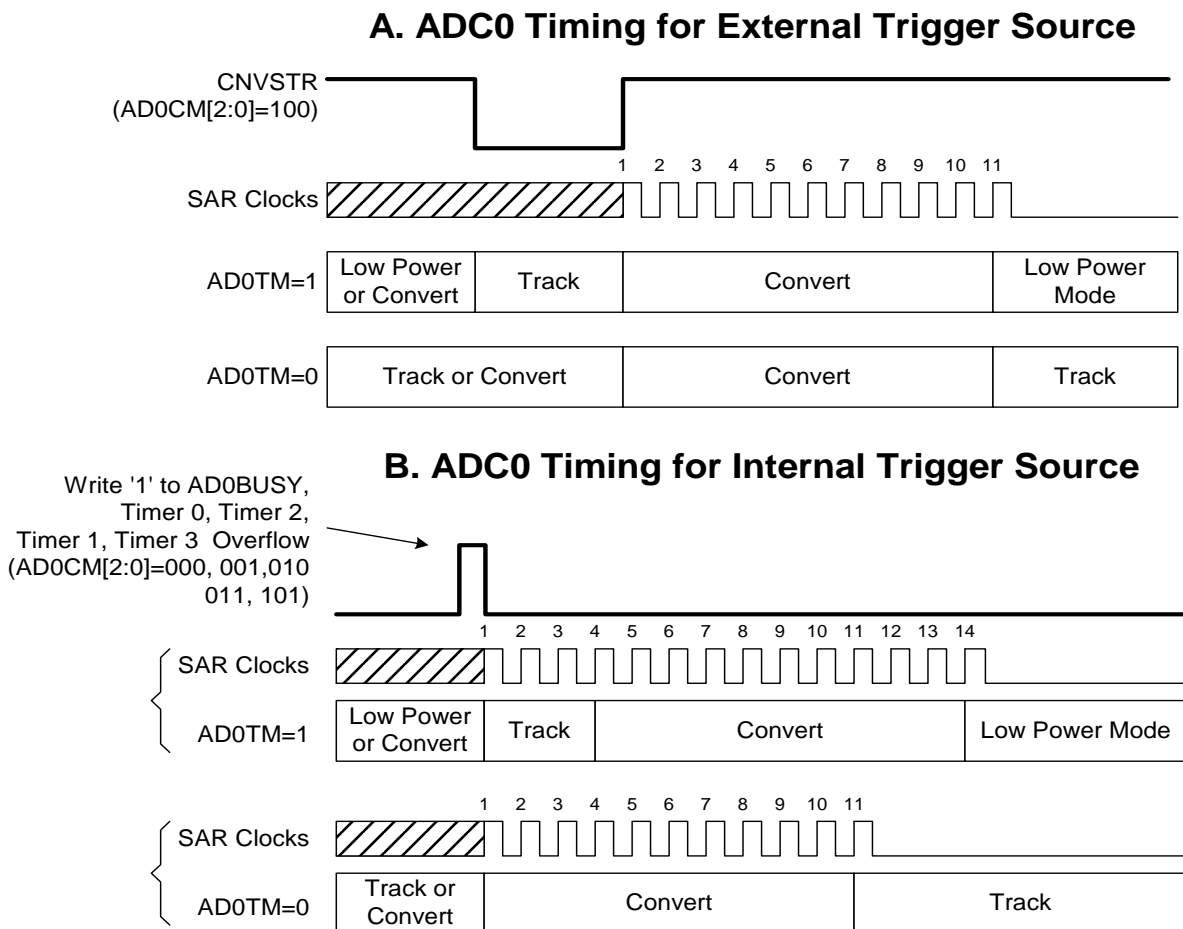 A. ADC0 Timing for External Trigger Source
CNVSTR
(AD0CM[2:0]=100)
1 2 3 4 5 6 7 8 9 10 11
SAR Clocks
AD0TM=1
Low Power
or Convert
Track
Convert
Low Power
Mode
AD0TM=0
Track or Convert
Convert
Track
B. ADC0 Timing for Internal Trigger Source
Write '1' to AD0BUSY,
Timer 0, Timer 2,
Timer 1, Timer 3 Overflow
(AD0CM[2:0]=000, 001,010
011, 101)
1 2 3 4 5 6 7 8 9 10 11 12 13 14
SAR Clocks
AD0TM=1
Low Power
or Convert
Track
Convert
Low Power Mode
1 2 3 4 5 6 7 8 9 10 11
SAR Clocks
AD0TM=0
Track or
Convert
Convert
Track